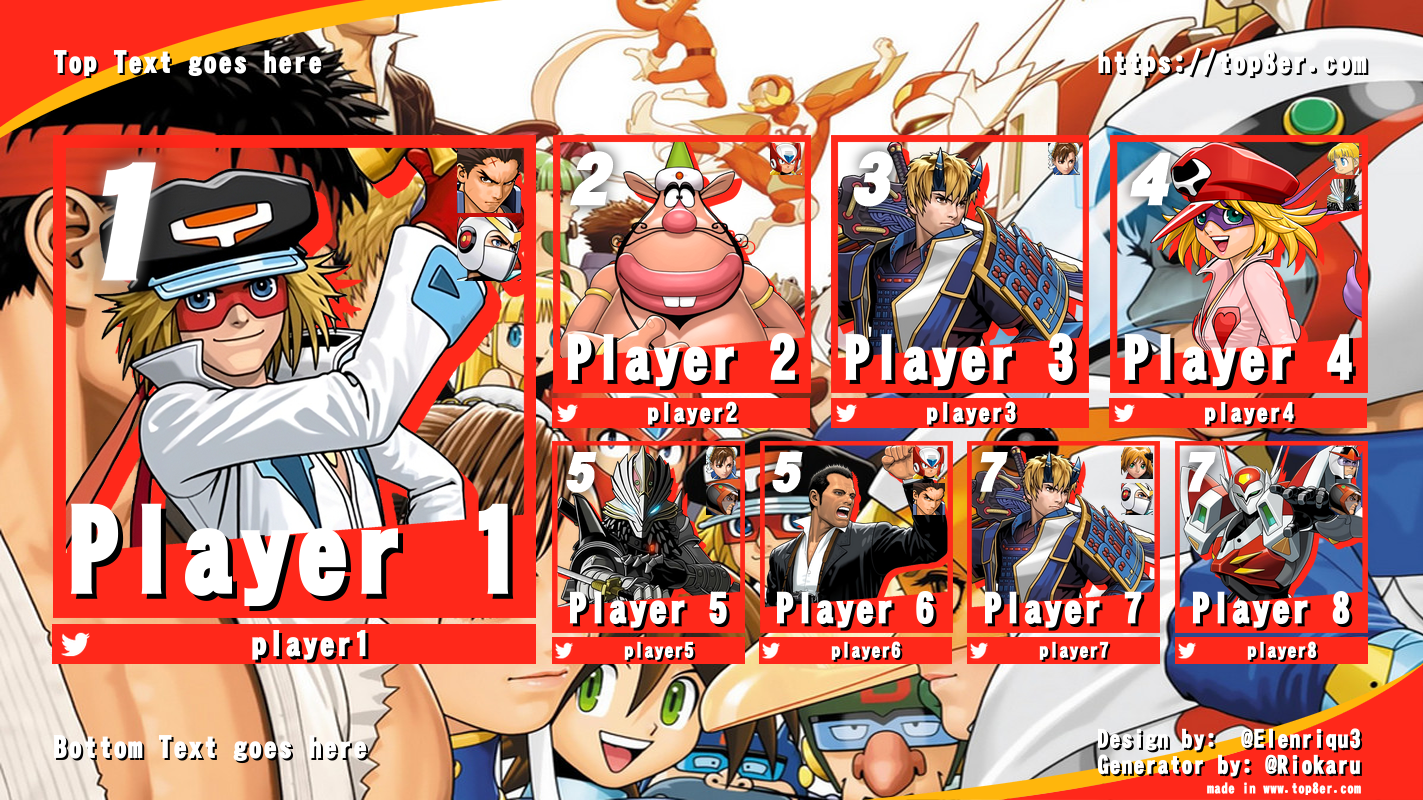 Top Text goes here
https://top8er.com
1
Player 1
player1
2
Player 2
player2
3
Player 3
player3
4
Player 4
player4
5
Player 5
player5
5
Player 6
player6
7
Player 7
player7
7
Player 8
player8
Bottom Text goes here
Design by: @Elenriqu3
Generator by: @Riokaru
made in www.top8er.com